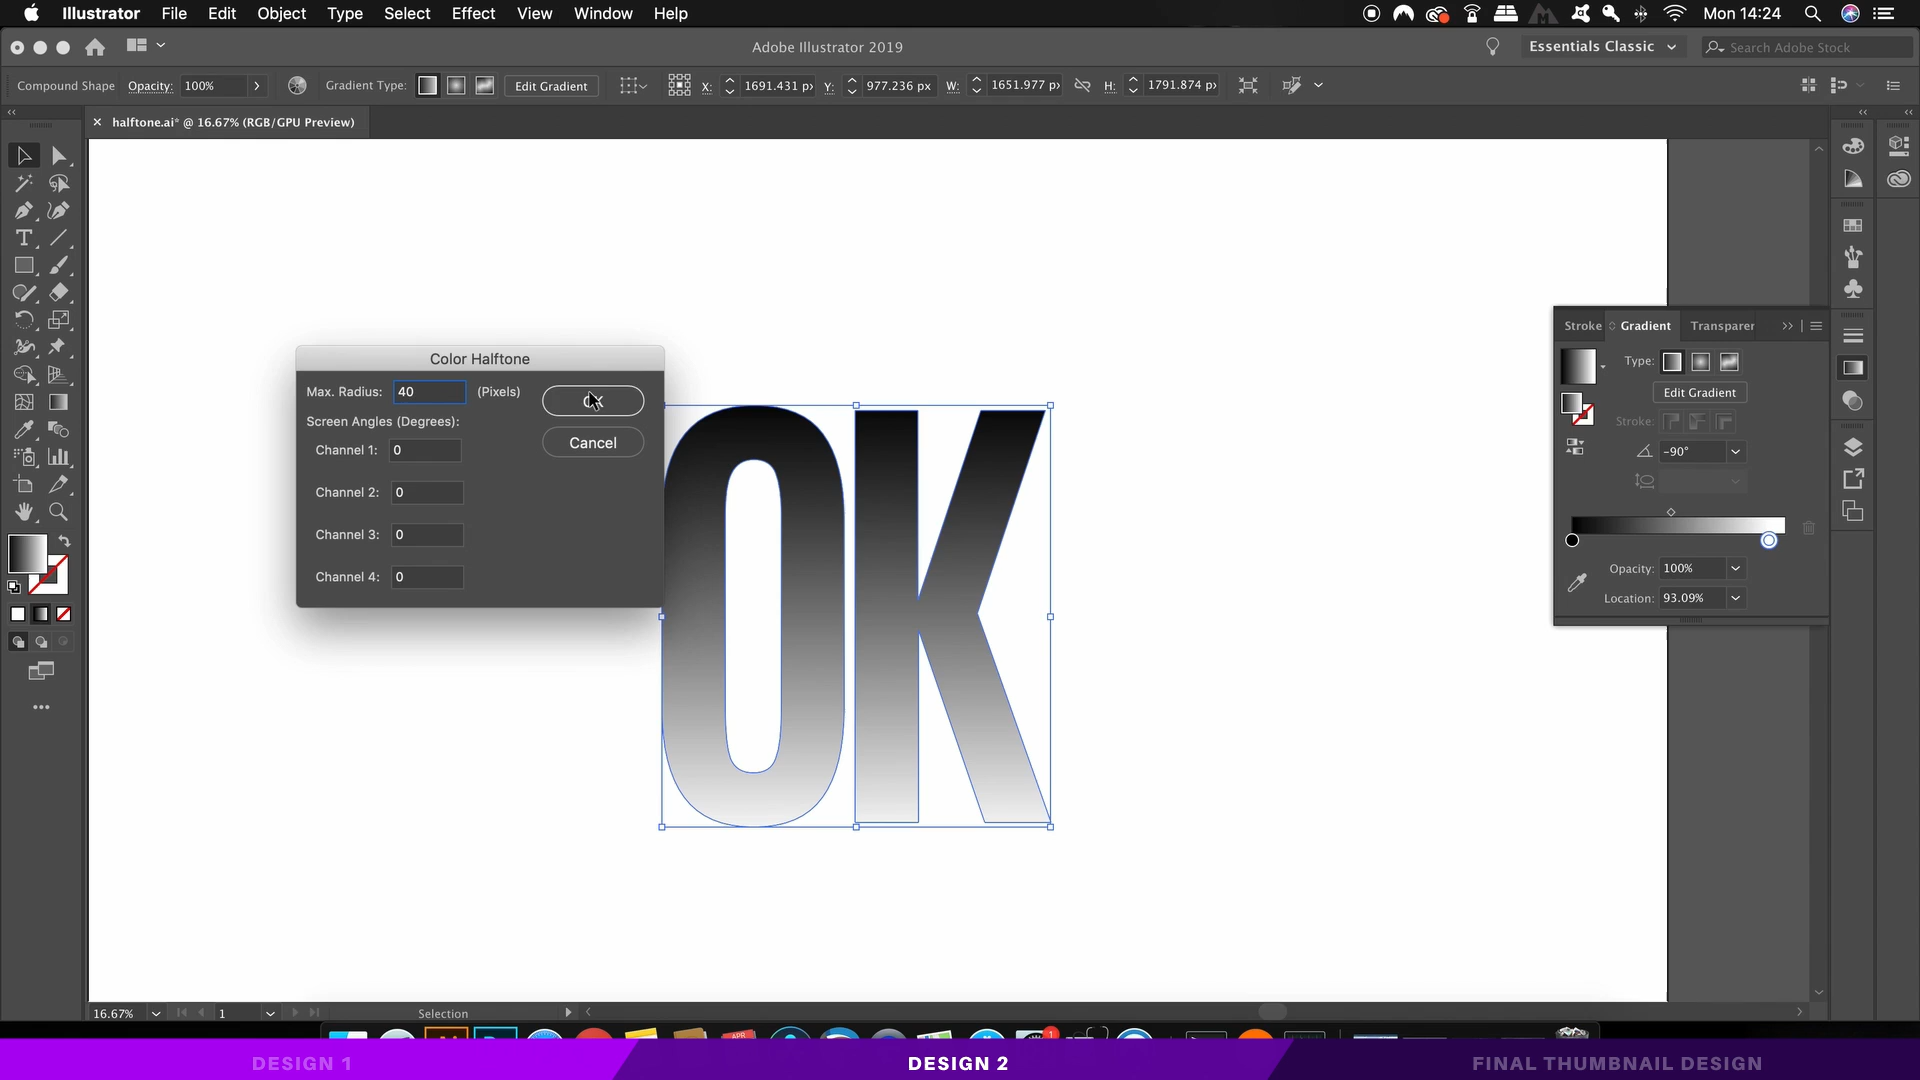 Illustrator File Edit Object Type Select Effect View Window Help Mon 14:24
Adobe Illustrator 2019 Essentials Classic Search Adobe Stock
Compound Shape Opacity: 100% Gradient Type: Edit Gradient X: 1691.431 Y: 977.236 px W: 1651.977 H: 1791.874
halftone.ai* @ 16.67% (RGB/GPU Preview)
Color Halftone
Max. Radius: 40 (Pixels)
Screen Angles (Degrees):
Channel 1: 0
Cancel
Channel 2: 0
Channel 3: 0
Channel 4: 0
OK
Stroke Gradient Transparer
Type:
Edit Gradient
Stroke:
-90°
Opacity: 100%
Location: 93.09%
16.67% 1 Selection
DESIGN 1 DESIGN 2 FINAL THUMBNAIL DESIGN